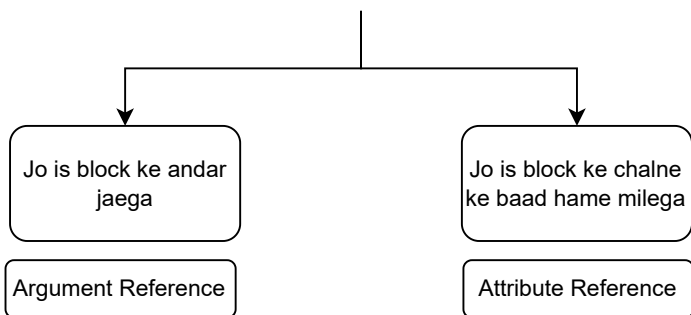 Jo is block ke andar
jaega
Jo is block ke chalne
ke baad hame milega
Argument Reference
Attribute Reference